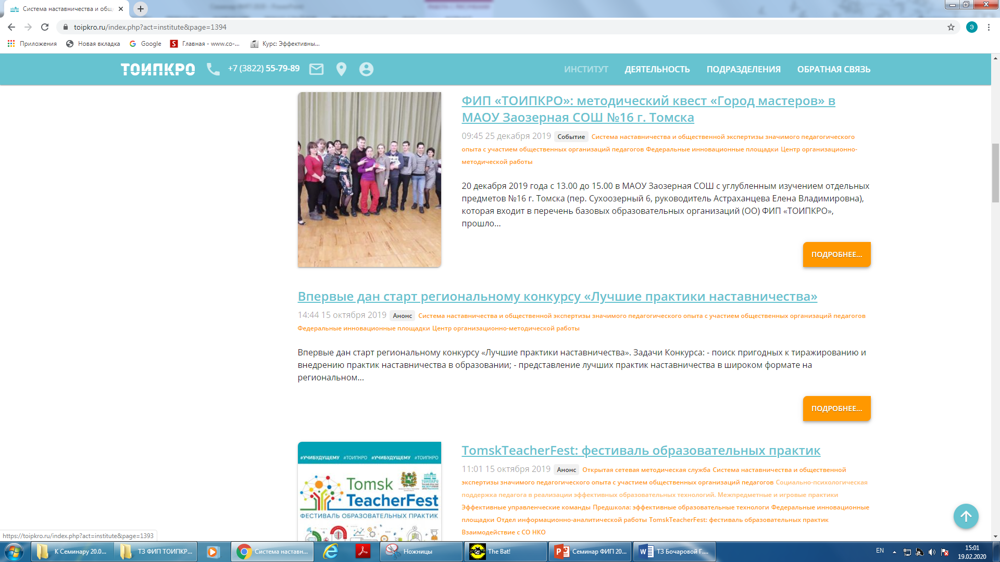 Система наставничества и общ
toipkro.ru/index.php?act=institute&page=1394
Э
Приложения
Новая вкладка
Google
Главная - www.co-...
Курс: Эффективны...
ТОИПКРО
+7 (3822) 55-79-89
ИНСТИТУТ
ДЕЯТЕЛЬНОСТЬ
ПОДРАЗДЕЛЕНИЯ
ОБРАТНАЯ СВЯЗЬ
ФИП «ТОИПКРО»: методический квест «Город мастеров» в
МАОУ Заозерная СОШ №16 г. Томска
09:45 25 декабря 2019 Событие Система наставничества и общественной экспертизы значимого педагогического
опыта с участием общественных организаций педагогов Федеральные инновационные площадки Центр организационно-
методической работы
20 декабря 2019 года с 13.00 до 15.00 в МАОУ Заозерная СОШ с углубленным изучением отдельных
предметов №16 г. Томска (пер. Сухоозерный 6, руководитель Астраханцева Елена Владимировна),
которая входит в перечень базовых образовательных организаций (ОО) ФИП «ТОИПКРО»,
прошло...
ПОДРОБНЕЕ...
Впервые дан старт региональному конкурсу «Лучшие практики наставничества»
14:44 15 октября 2019 Анонс Система наставничества и общественной экспертизы значимого педагогического опыта с участием общественных организаций педагогов
Федеральные инновационные площадки Центр организационно-методической работы
Впервые дан старт региональному конкурсу «Лучшие практики наставничества». Задачи Конкурса: - поиск пригодных к тиражированию и
внедрению практик наставничества в образовании; - представление лучших практик наставничества в широком формате на
региональном...
ПОДРОБНЕЕ...
#УЧИБУДУЩЕМУ #ТОИПКРО #УЧИБУДУЩЕМУ #ТОИПКРО
Tomsk
TeacherFest
ФЕСТИВАЛЬ ОБРАЗОВАТЕЛЬНЫХ ПРАКТИК
TomskTeacherFest: фестиваль образовательных практик
11:01 15 октября 2019 Анонс Открытая сетевая методическая служба Система наставничества и общественной
экспертизы значимого педагогического опыта с участием общественных организаций педагогов Социально-психологическая
поддержка педагога в реализации эффективных образовательных технологий. Межпредметные и игровые практики
Эффективные управленческие команды Предшкола: эффективные образовательные технологи Федеральные инновационные
площадки Отдел информационно-аналитической работы TomskTeacherFest: фестиваль образовательных практик
Взаимодействие с СО НКО
https://toipkro.ru/index.php?act=institute&page=1393
К Семинару 20.0...
ТЗ ФИП ТОИПКР...
Система наставн...
Ножницы
The Bat!
Семинар ФИП 20...
ТЗ Бочаровой Г....
EN
15:01
19.02.2020